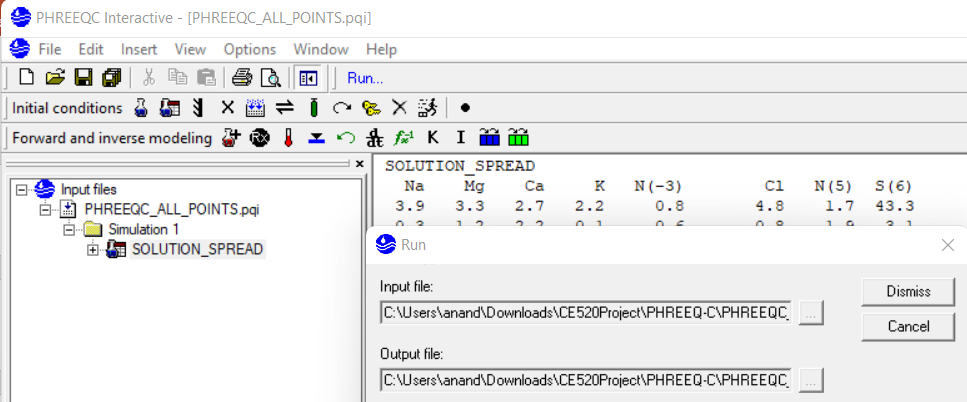 PHREEQC Interactive - [PHREEQC_ALL_POINTS.pqi]
File Edit Insert View Options Window Help
Run...
Initial conditions
Forward and inverse modeling
K I
Input files
PHREEQC_ALL_POINTS.pqi
Simulation 1
SOLUTION_SPREAD
SOLUTION_SPREAD
Na Mg Ca K N(-3) Cl N(5) S(6)
3.9 3.3 2.7 2.2 0.8 4.8 1.7 43.3
Run
Input file:
C:\Users\anand\Downloads\CE520Project\PHREEQ-C\PHREEQC_
...
Dismiss
Cancel
Output file:
C:\Users\anand\Downloads\CE520Project\PHREEQ-C\PHREEQC_
...